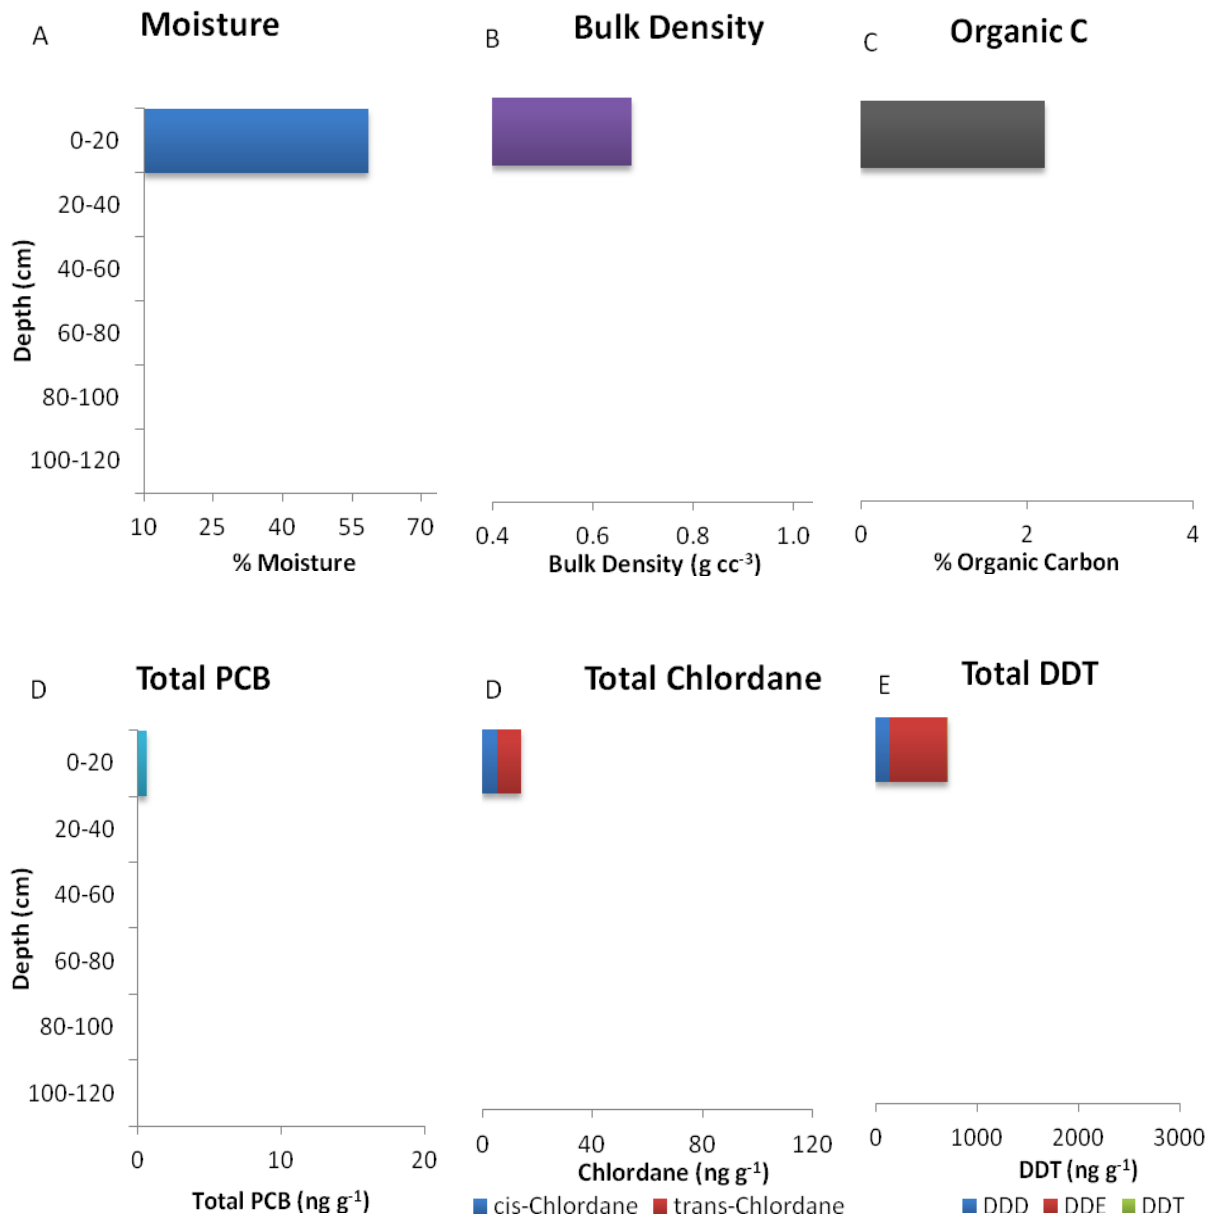 A
Moisture
0-20
20-40
40-60
60-80
80-100
100-120
Depth (cm)
10 25 40 55 70
% Moisture
B
Bulk Density
0.4 0.6 0.8 1.0
Bulk Density (g cc⁻³)
C
Organic C
0 2 4
% Organic Carbon
D
Total PCB
0-20
20-40
40-60
60-80
80-100
100-120
Depth (cm)
0 10 20
Total PCB (ng g⁻¹)
D
Total Chlordane
0 40 80 120
Chlordane (ng g⁻¹)
cis-Chlordane trans-Chlordane
E
Total DDT
0 1000 2000 3000
DDT (ng g⁻¹)
DDD DDE DDT